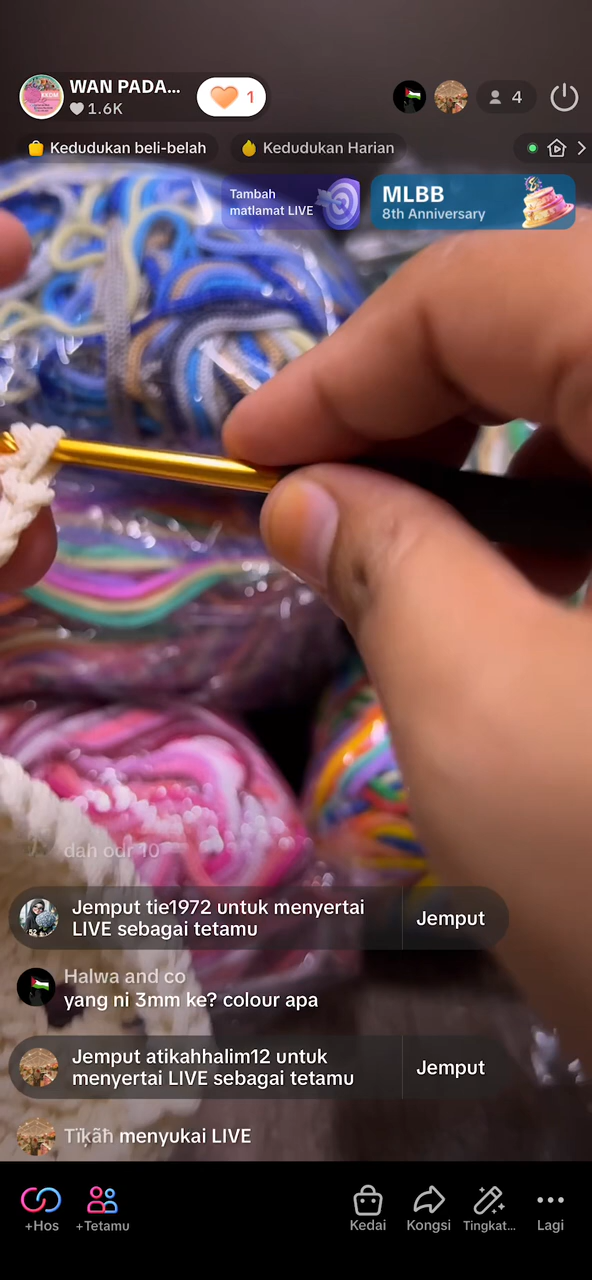 WAN PADA...
1.6K
1
4
Kedudukan beli-belah
Kedudukan Harian
Tambah
matlamat LIVE
MLBB
8th Anniversary
dah odr 10
Jemput tie1972 untuk menyertai
LIVE sebagai tetamu
Jemput
Halwa and co
yang ni 3mm ke? colour apa
Jemput atikahhalim12 untuk
menyertai LIVE sebagai tetamu
Jemput
Tïķãħ menyukai LIVE
+Hos
+Tetamu
Kedai
Kongsi
Tingkat...
Lagi